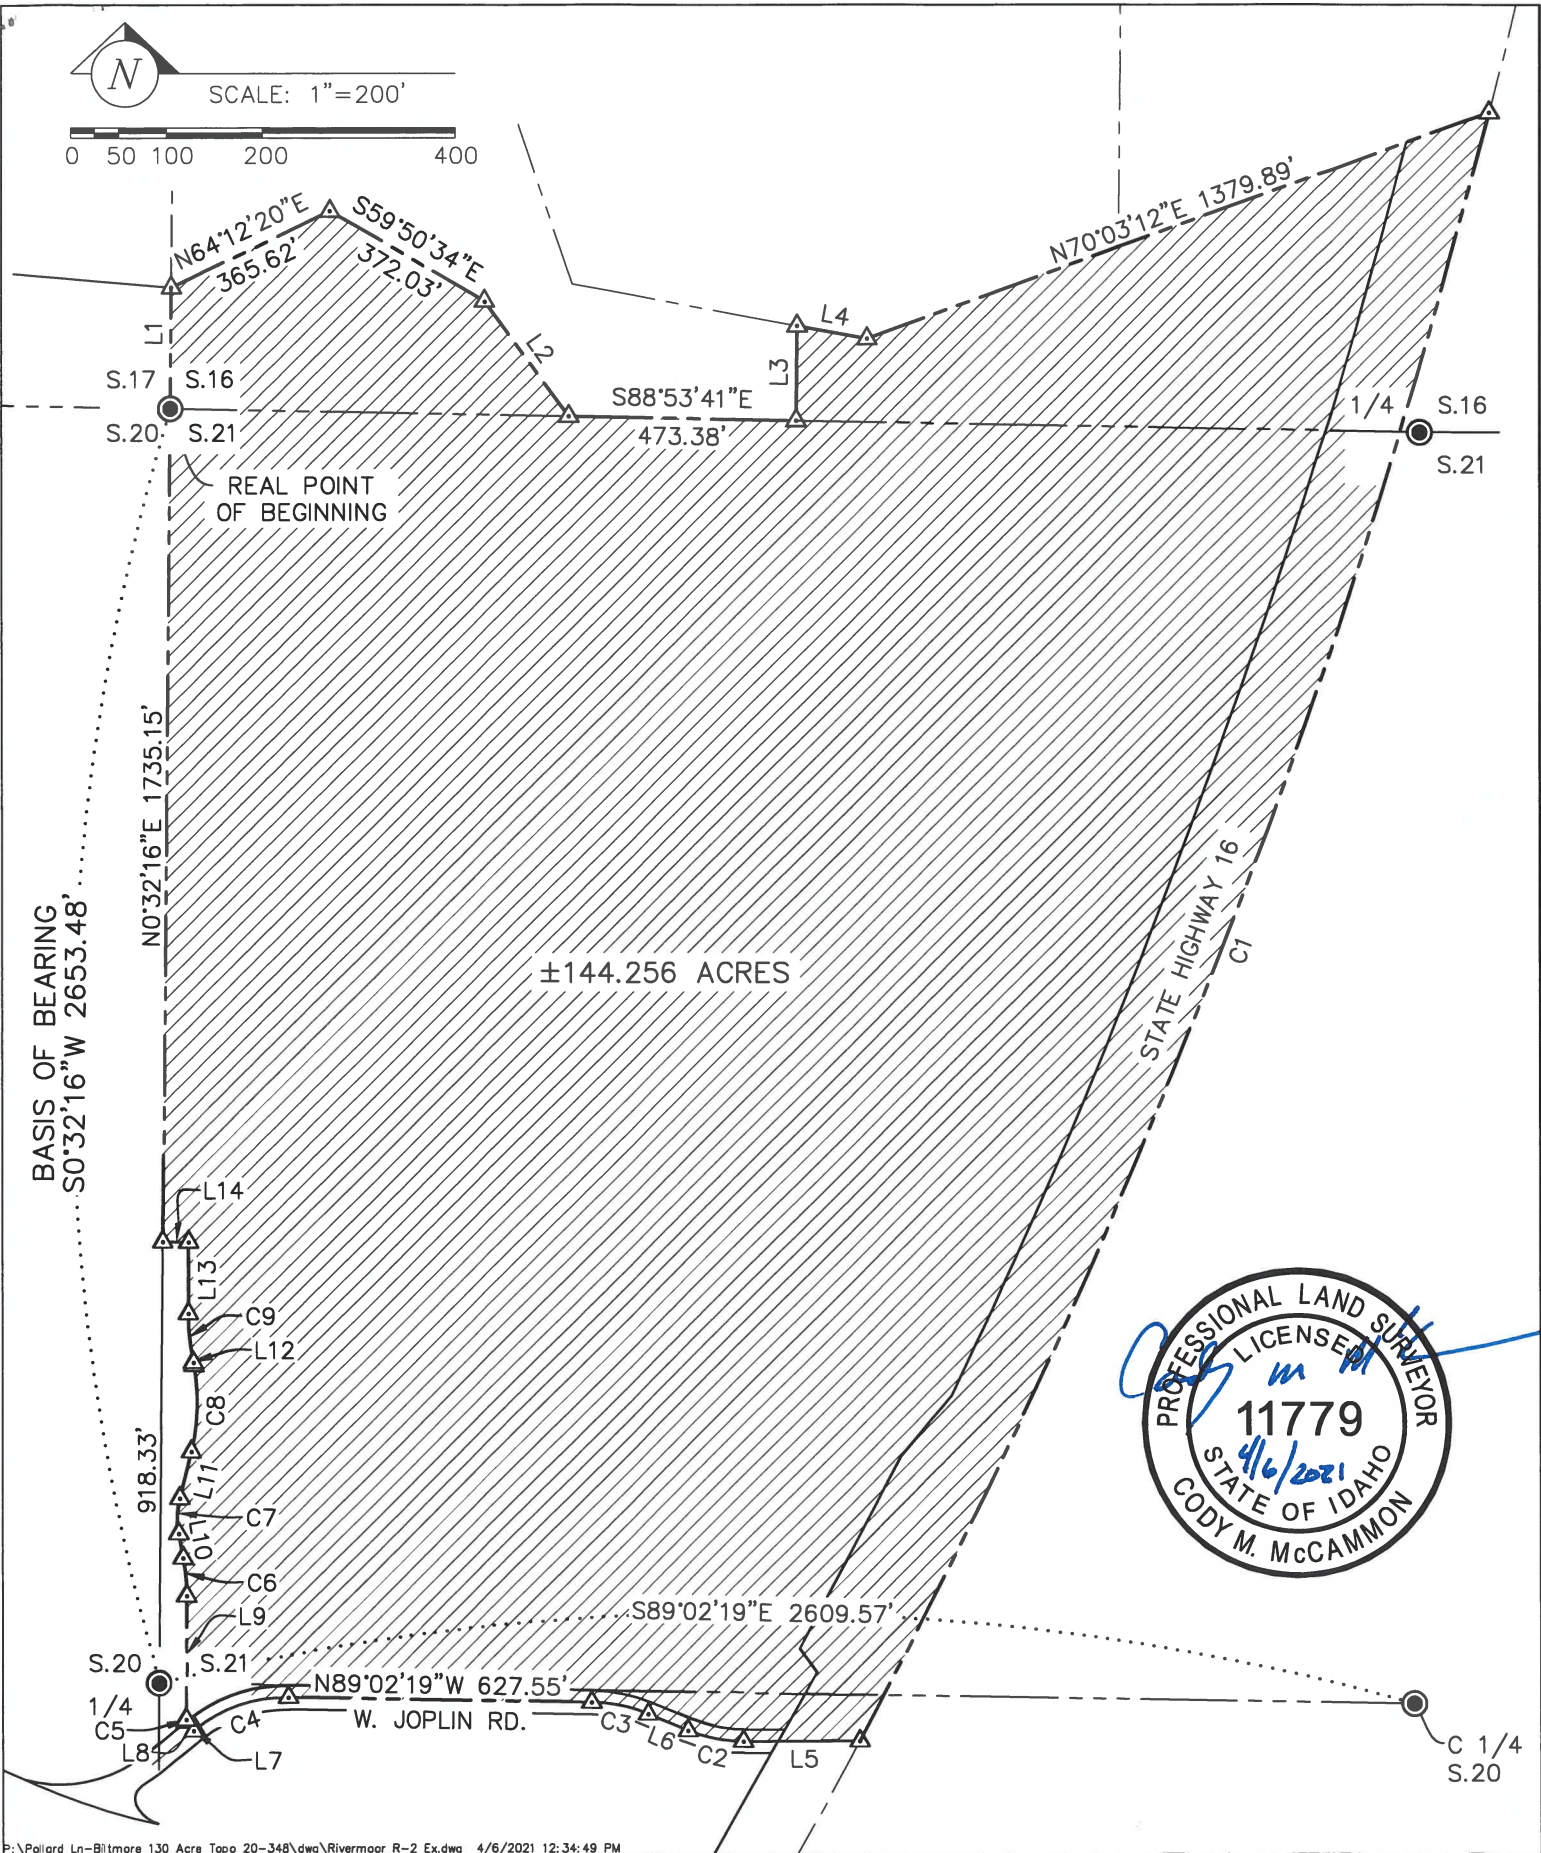 N
SCALE: 1"=200'
0 50 100 200 400
N64°12'20"E
365.62'
S59°50'34"E
372.03'
N70°03'12"E 1379.89'
L1
L2
L3
L4
S.17 S.16
S.20 S.21
S88°53'41"E
473.38'
1/4 S.16
S.21
REAL POINT
OF BEGINNING
N0°32'16"E 1735.15'
BASIS OF BEARING
S0°32'16"W 2653.48'
±144.256 ACRES
STATE HIGHWAY 16
C1
L14
L13
C9
L12
C8
918.33'
L11
C7
L10
C6
L9
PROFESSIONAL LAND SURVEYOR
LICENSED
11779
4/6/2021
STATE OF IDAHO
CODY M. McCAMMON
S89°02'19"E 2609.57'
S.20 S.21
1/4
N89°02'19"W 627.55'
W. JOPLIN RD.
C5
C4
L8
L7
C3
L6
C2
L5
C 1/4
S.20
P:\Pollard Ln-Biltmore 130 Acre Topo 20-348\dwg\Rivermoor R-2 Ex.dwg 4/6/2021 12:34:49 PM